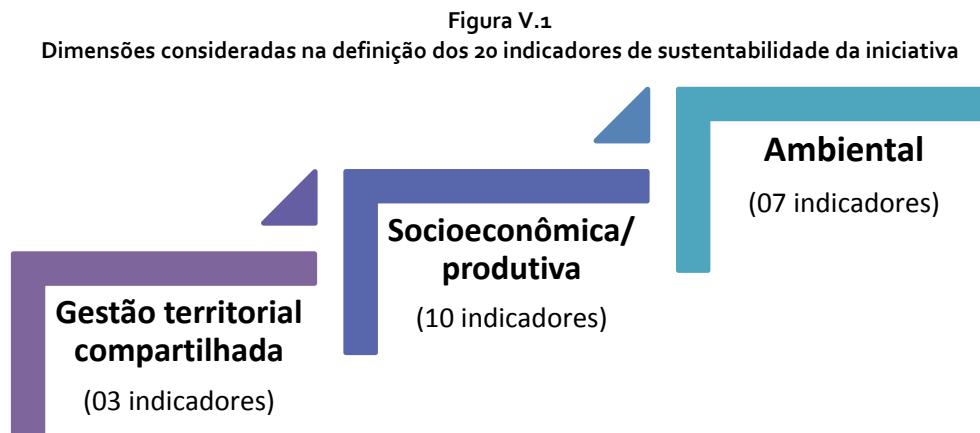 Figura V.1
Dimensões consideradas na definição dos 20 indicadores de sustentabilidade da iniciativa
Gestão territorial
compartilhada
(03 indicadores)
Socioeconômica/
produtiva
(10 indicadores)
Ambiental
(07 indicadores)